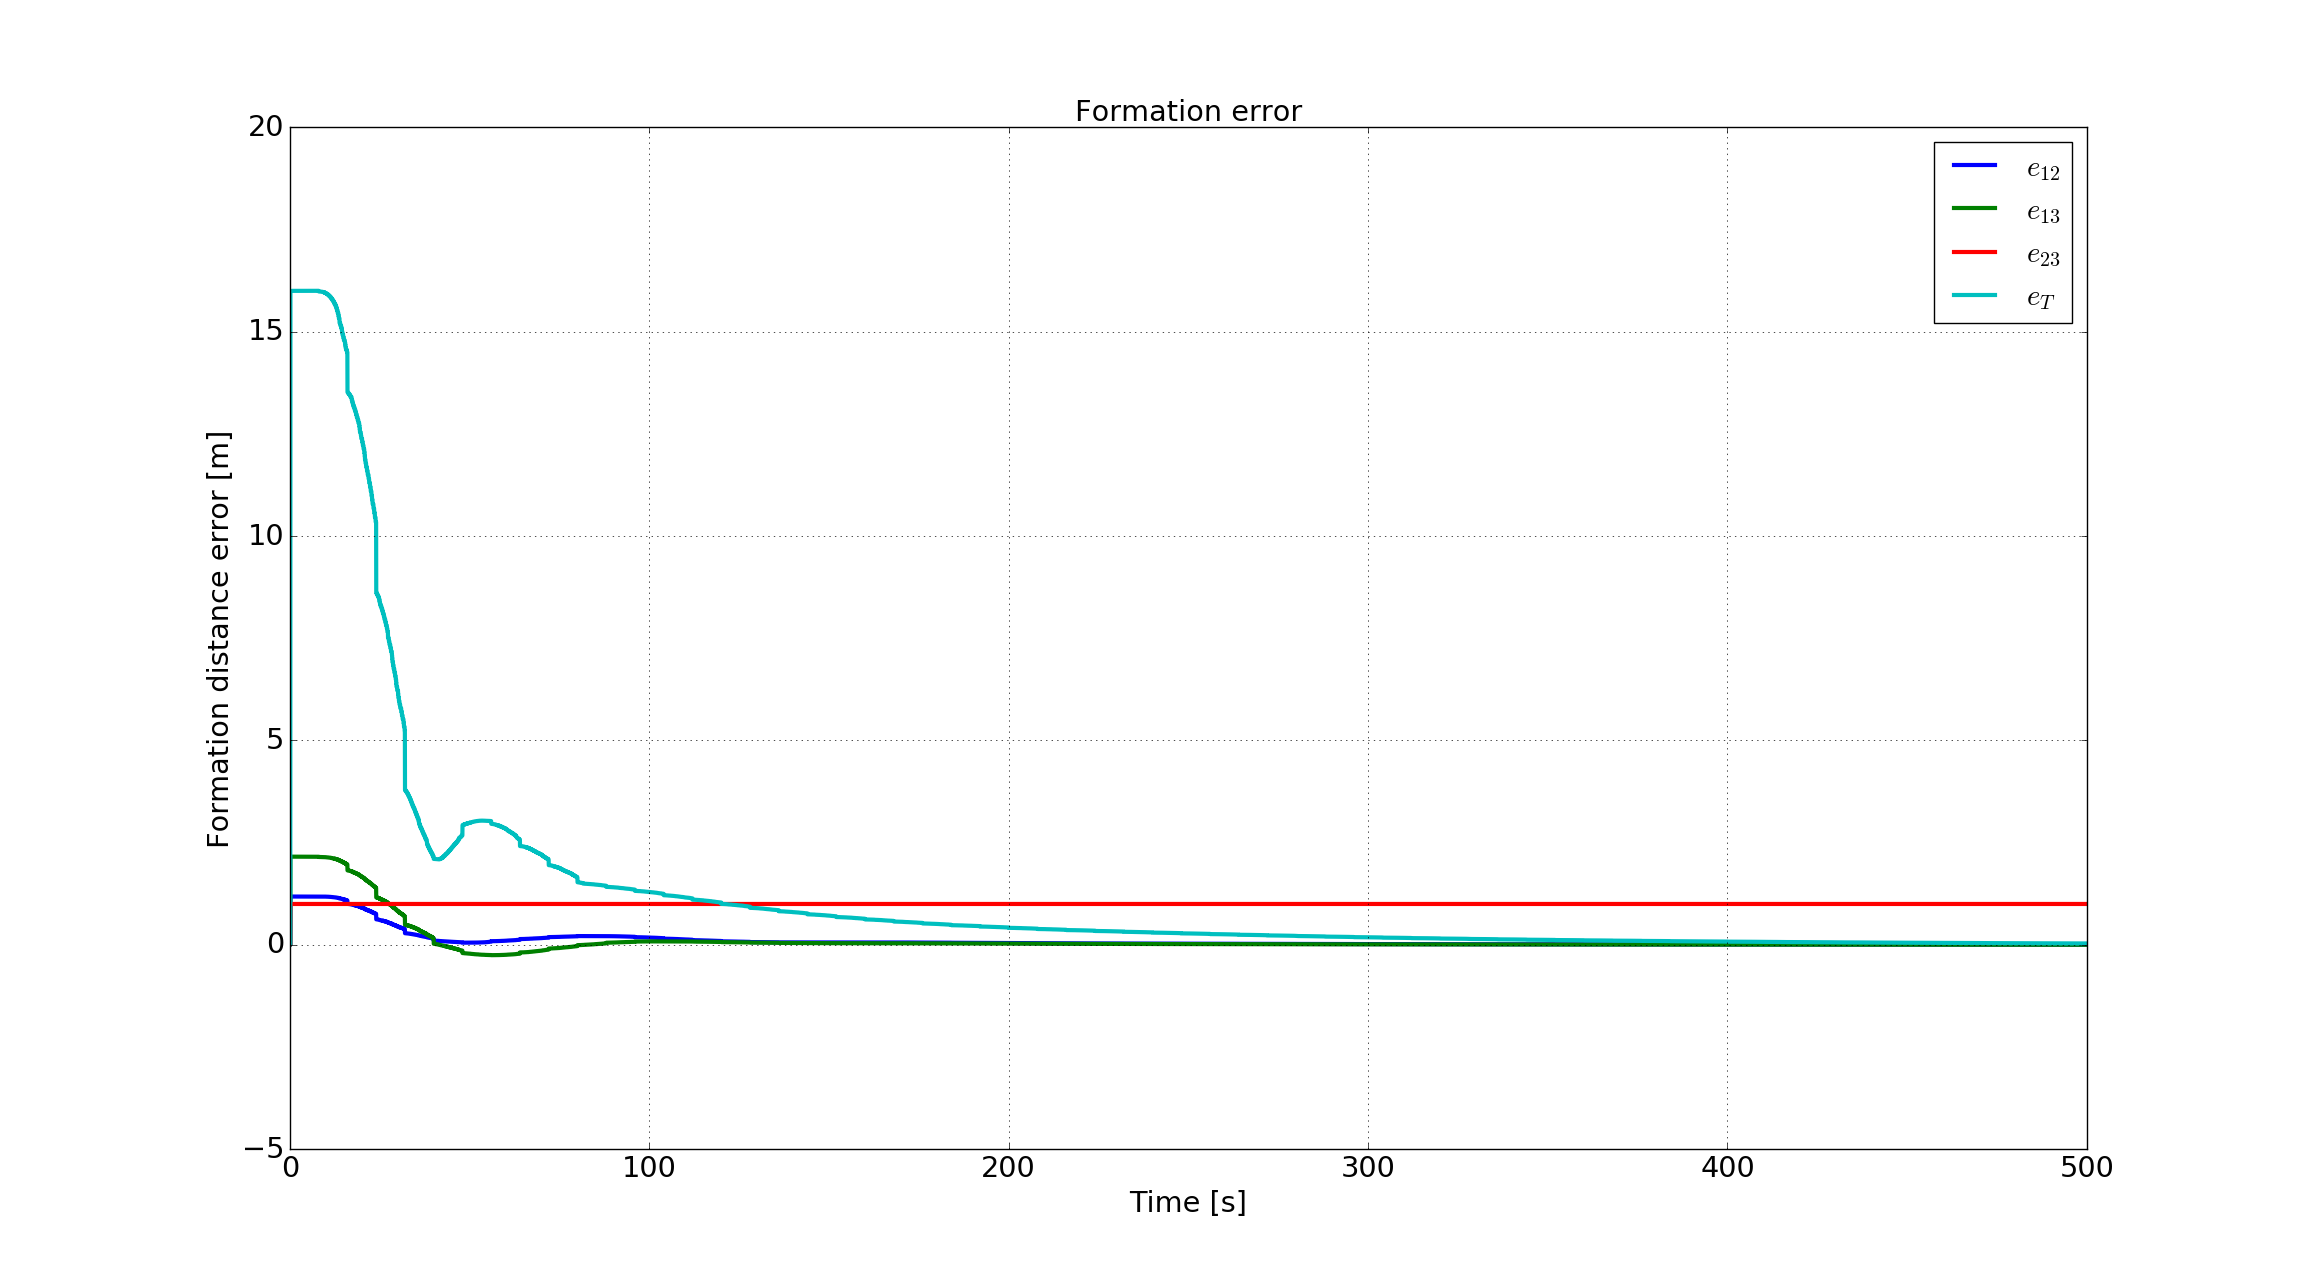 Formation error
20
15
10
5
0
−5
Formation distance error [m]
0 100 200 300 400 500
Time [s]
e12
e13
e23
eT